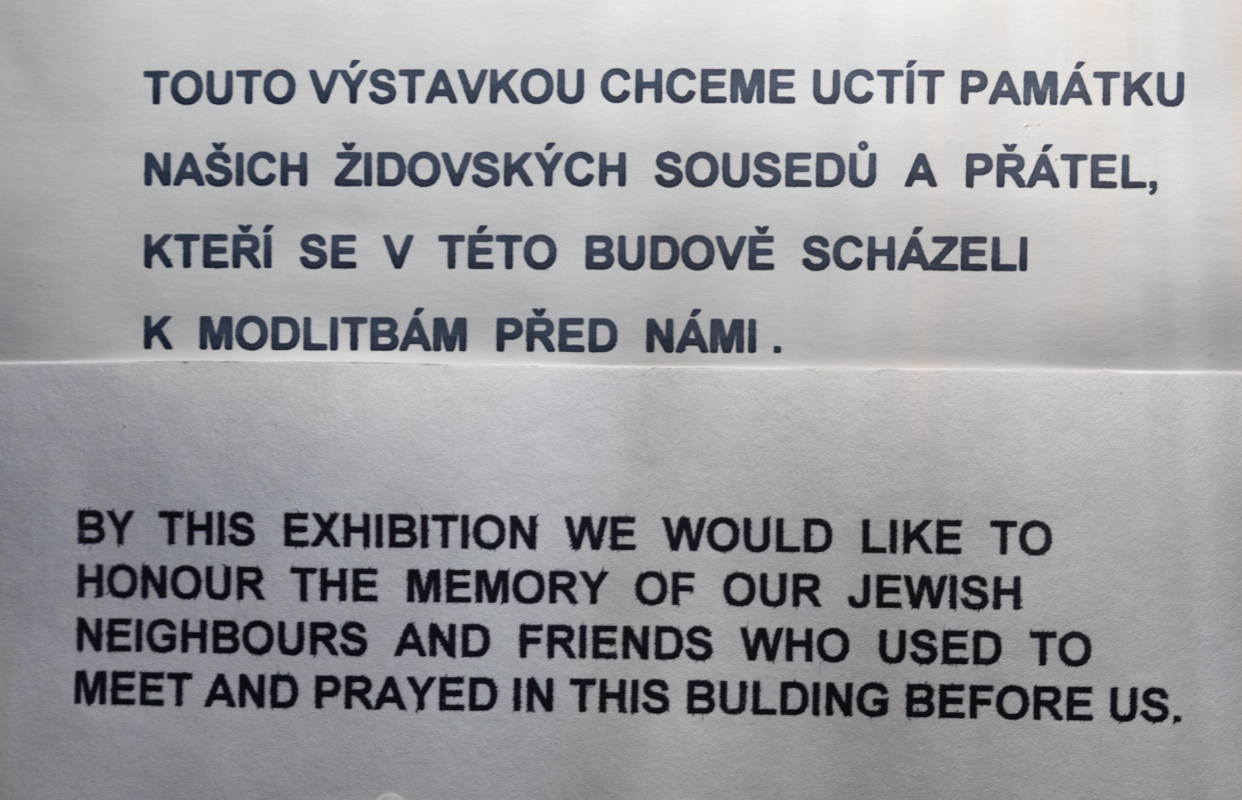 TOUTO VÝSTAVKOU CHCEME UCTÍT PAMÁTKU
NAŠICH ŽIDOVSKÝCH SOUSEDŮ A PŘÁTEL,
KTEŘÍ SE V TÉTO BUDOVĚ SCHÁZELI
K MODLITBÁM PŘED NÁMI .
BY THIS EXHIBITION WE WOULD LIKE TO
HONOUR THE MEMORY OF OUR JEWISH
NEIGHBOURS AND FRIENDS WHO USED TO
MEET AND PRAYED IN THIS BULDING BEFORE US.